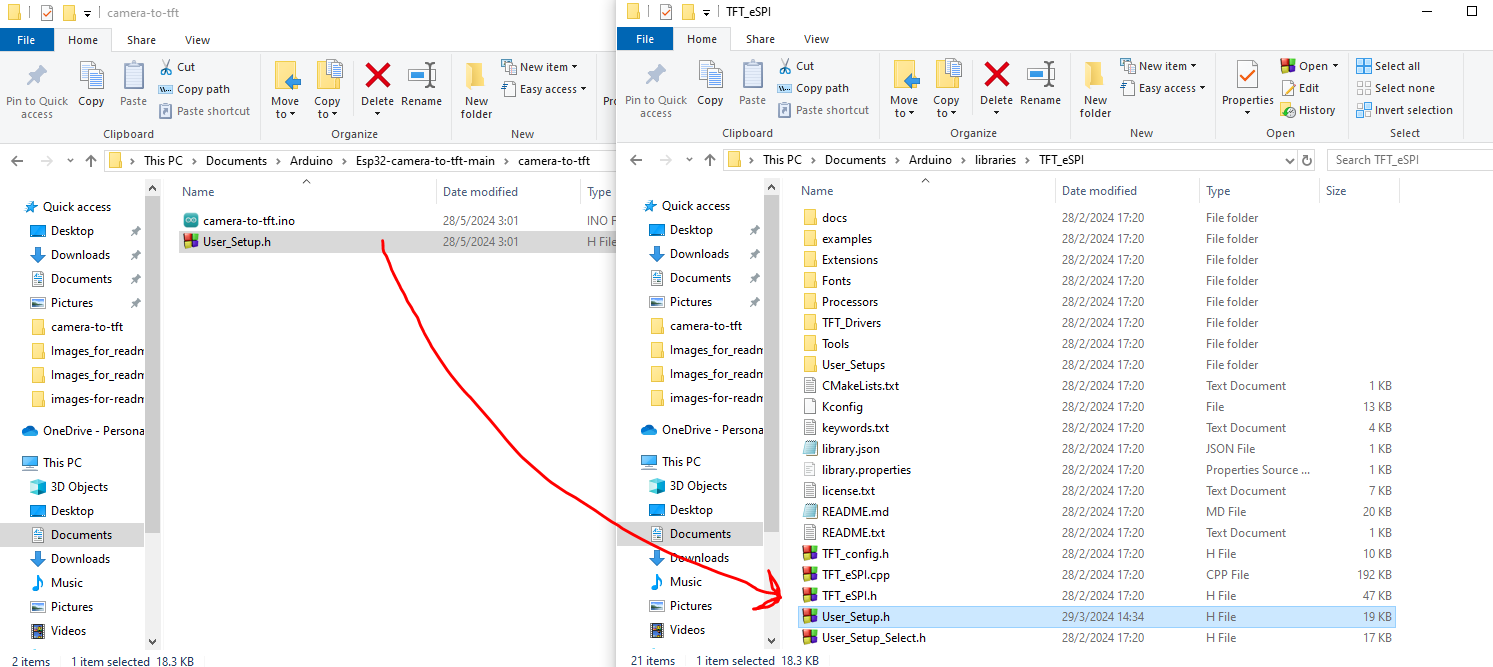 camera-to-tft
File Home Share View
Pin to Quick access
Copy
Paste
Cut
Copy path
Paste shortcut
Clipboard
Move to
Copy to
Delete
Rename
Organize
New folder
New item
Easy access
New
This PC Documents Arduino Esp32-camera-to-tft-main camera-to-tft
Quick access
Desktop
Downloads
Documents
Pictures
camera-to-tft
Images_for_readm
Images_for_readm
images-for-readm
OneDrive - Persona
This PC
3D Objects
Desktop
Documents
Downloads
Music
Pictures
Videos
Name Date modified Type
camera-to-tft.ino 28/5/2024 3:01 INO F
User_Setup.h 28/5/2024 3:01 H File
2 items 1 item selected 18.3 KB
TFT_eSPI
File Home Share View
Pin to Quick access
Copy
Paste
Cut
Copy path
Paste shortcut
Clipboard
Move to
Copy to
Delete
Rename
Organize
New folder
New item
Easy access
New
Properties
Open
Edit
History
Open
Select all
Select none
Invert selection
Select
This PC Documents Arduino libraries TFT_eSPI
Search TFT_eSPI
Quick access
Desktop
Downloads
Documents
Pictures
camera-to-tft
Images_for_readm
Images_for_readm
images-for-readm
OneDrive - Persona
This PC
3D Objects
Desktop
Documents
Downloads
Music
Pictures
Videos
Name Date modified Type Size
docs 28/2/2024 17:20 File folder
examples 28/2/2024 17:20 File folder
Extensions 28/2/2024 17:20 File folder
Fonts 28/2/2024 17:20 File folder
Processors 28/2/2024 17:20 File folder
TFT_Drivers 28/2/2024 17:20 File folder
Tools 28/2/2024 17:20 File folder
User_Setups 28/2/2024 17:20 File folder
CMakeLists.txt 28/2/2024 17:20 Text Document 1 KB
Kconfig 28/2/2024 17:20 File 13 KB
keywords.txt 28/2/2024 17:20 Text Document 4 KB
library.json 28/2/2024 17:20 JSON File 1 KB
library.properties 28/2/2024 17:20 Properties Source ... 1 KB
license.txt 28/2/2024 17:20 Text Document 7 KB
README.md 28/2/2024 17:20 MD File 20 KB
README.txt 28/2/2024 17:20 Text Document 1 KB
TFT_config.h 28/2/2024 17:20 H File 10 KB
TFT_eSPI.cpp 28/2/2024 17:20 CPP File 192 KB
TFT_eSPI.h 28/2/2024 17:20 H File 47 KB
User_Setup.h 29/3/2024 14:34 H File 19 KB
User_Setup_Select.h 28/2/2024 17:20 H File 17 KB
21 items 1 item selected 18.3 KB